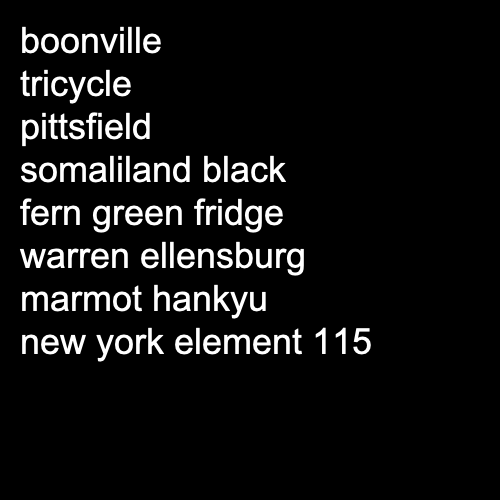 boonville
tricycle
pittsfield
somaliland black
fern green fridge
warren ellensburg
marmot hankyu
new york element 115